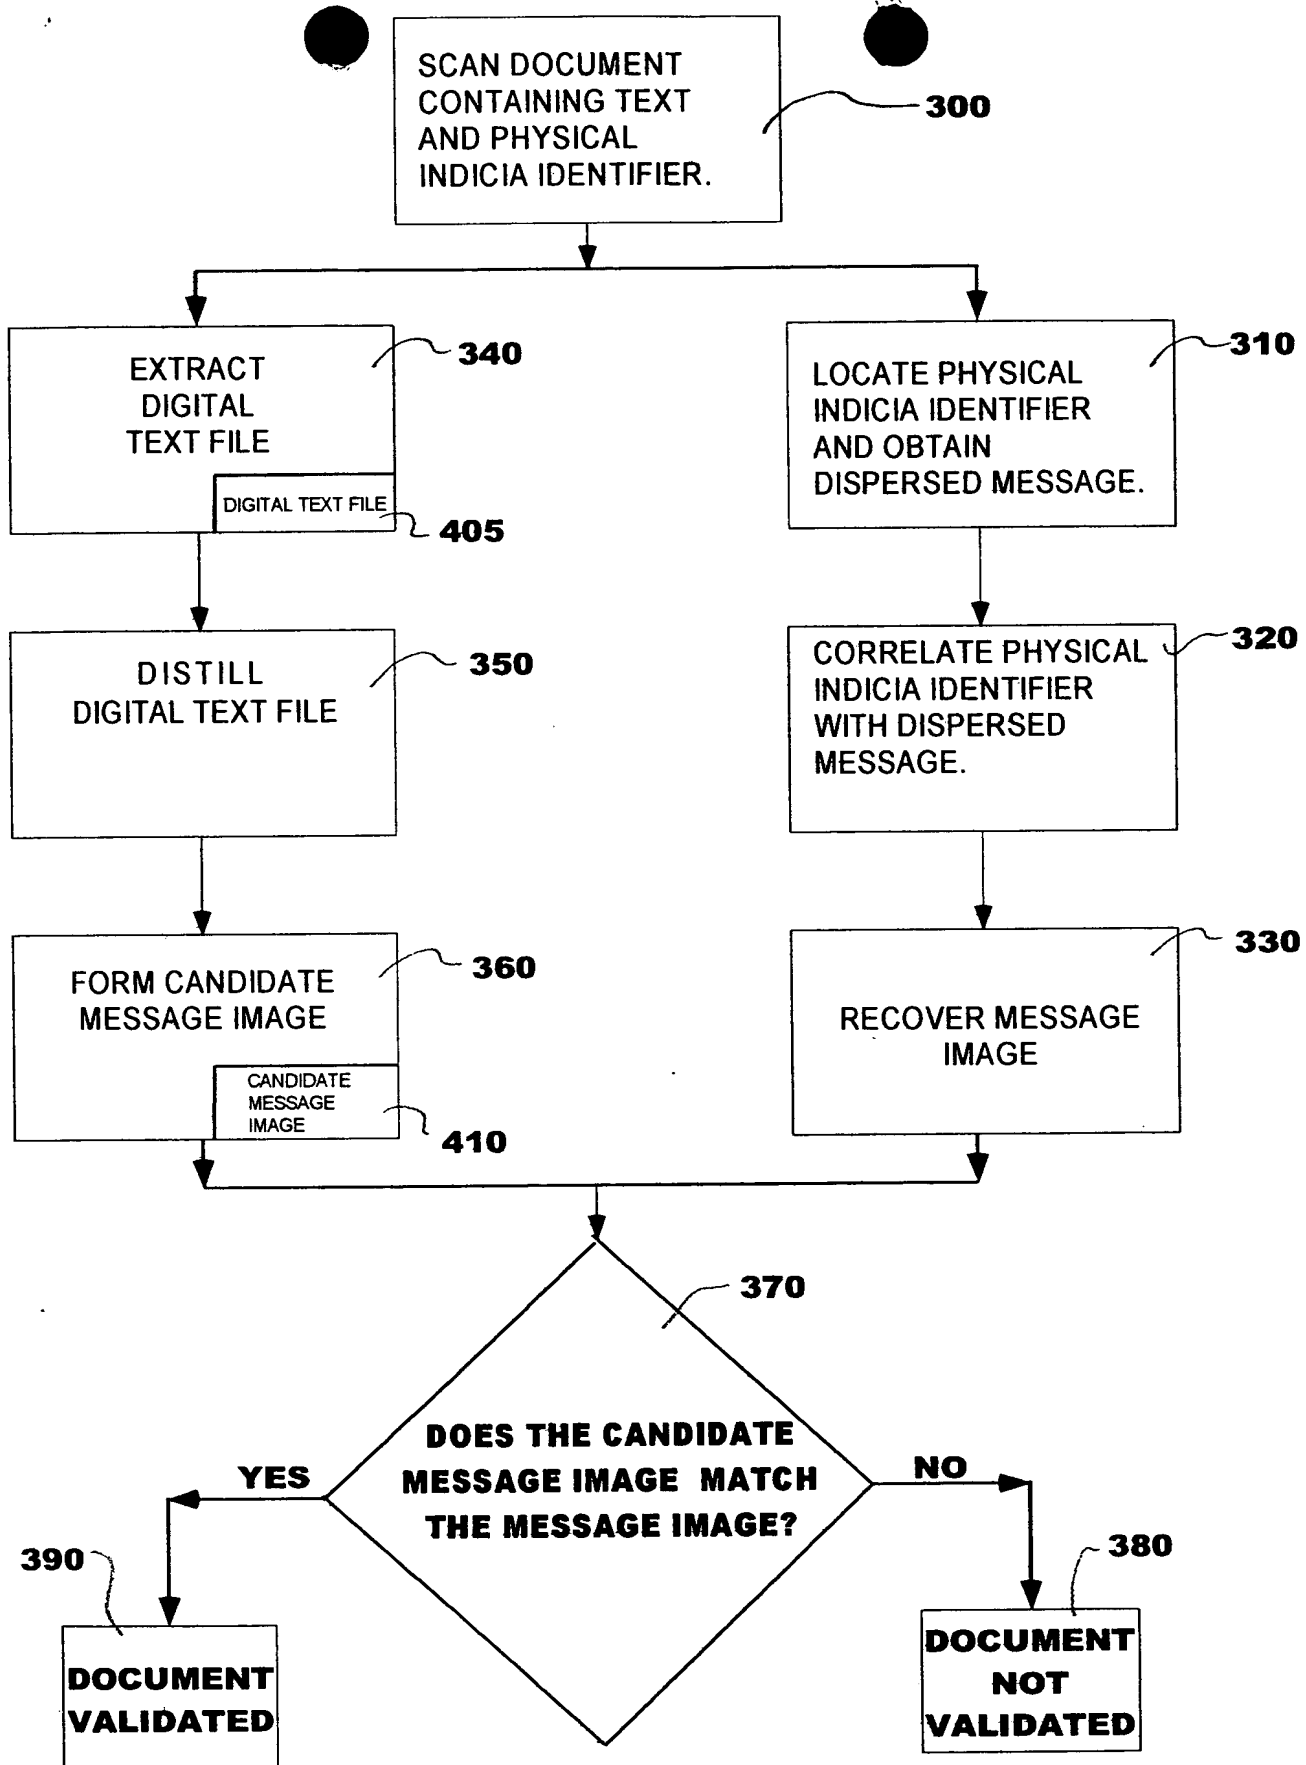 SCAN DOCUMENT
CONTAINING TEXT
AND PHYSICAL
INDICIA IDENTIFIER.
300
EXTRACT
DIGITAL
TEXT FILE
340
DIGITAL TEXT FILE
405
LOCATE PHYSICAL
INDICIA IDENTIFIER
AND OBTAIN
DISPERSED MESSAGE.
310
DISTILL
DIGITAL TEXT FILE
350
CORRELATE PHYSICAL
INDICIA IDENTIFIER
WITH DISPERSED
MESSAGE.
320
FORM CANDIDATE
MESSAGE IMAGE
360
CANDIDATE
MESSAGE
IMAGE
410
RECOVER MESSAGE
IMAGE
330
370
DOES THE CANDIDATE
MESSAGE IMAGE MATCH
THE MESSAGE IMAGE?
YES
NO
390
DOCUMENT
VALIDATED
380
DOCUMENT
NOT
VALIDATED